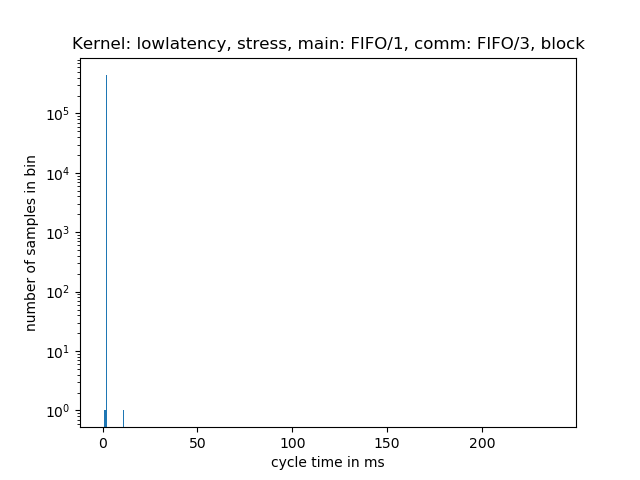 Kernel: lowlatency, stress, main: FIFO/1, comm: FIFO/3, block
number of samples in bin
10⁵
10⁴
10³
10²
10¹
10⁰
0 50 100 150 200
cycle time in ms